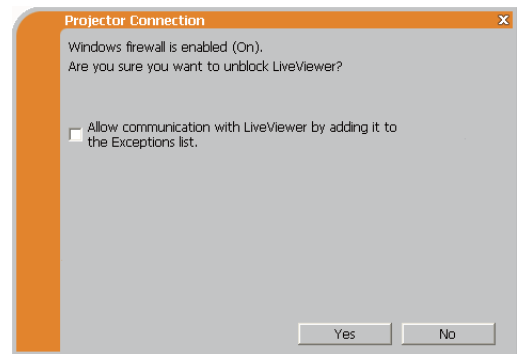 Projector Connection X
Windows firewall is enabled (On).
Are you sure you want to unblock LiveViewer?
Allow communication with LiveViewer by adding it to
the Exceptions list.
Yes No